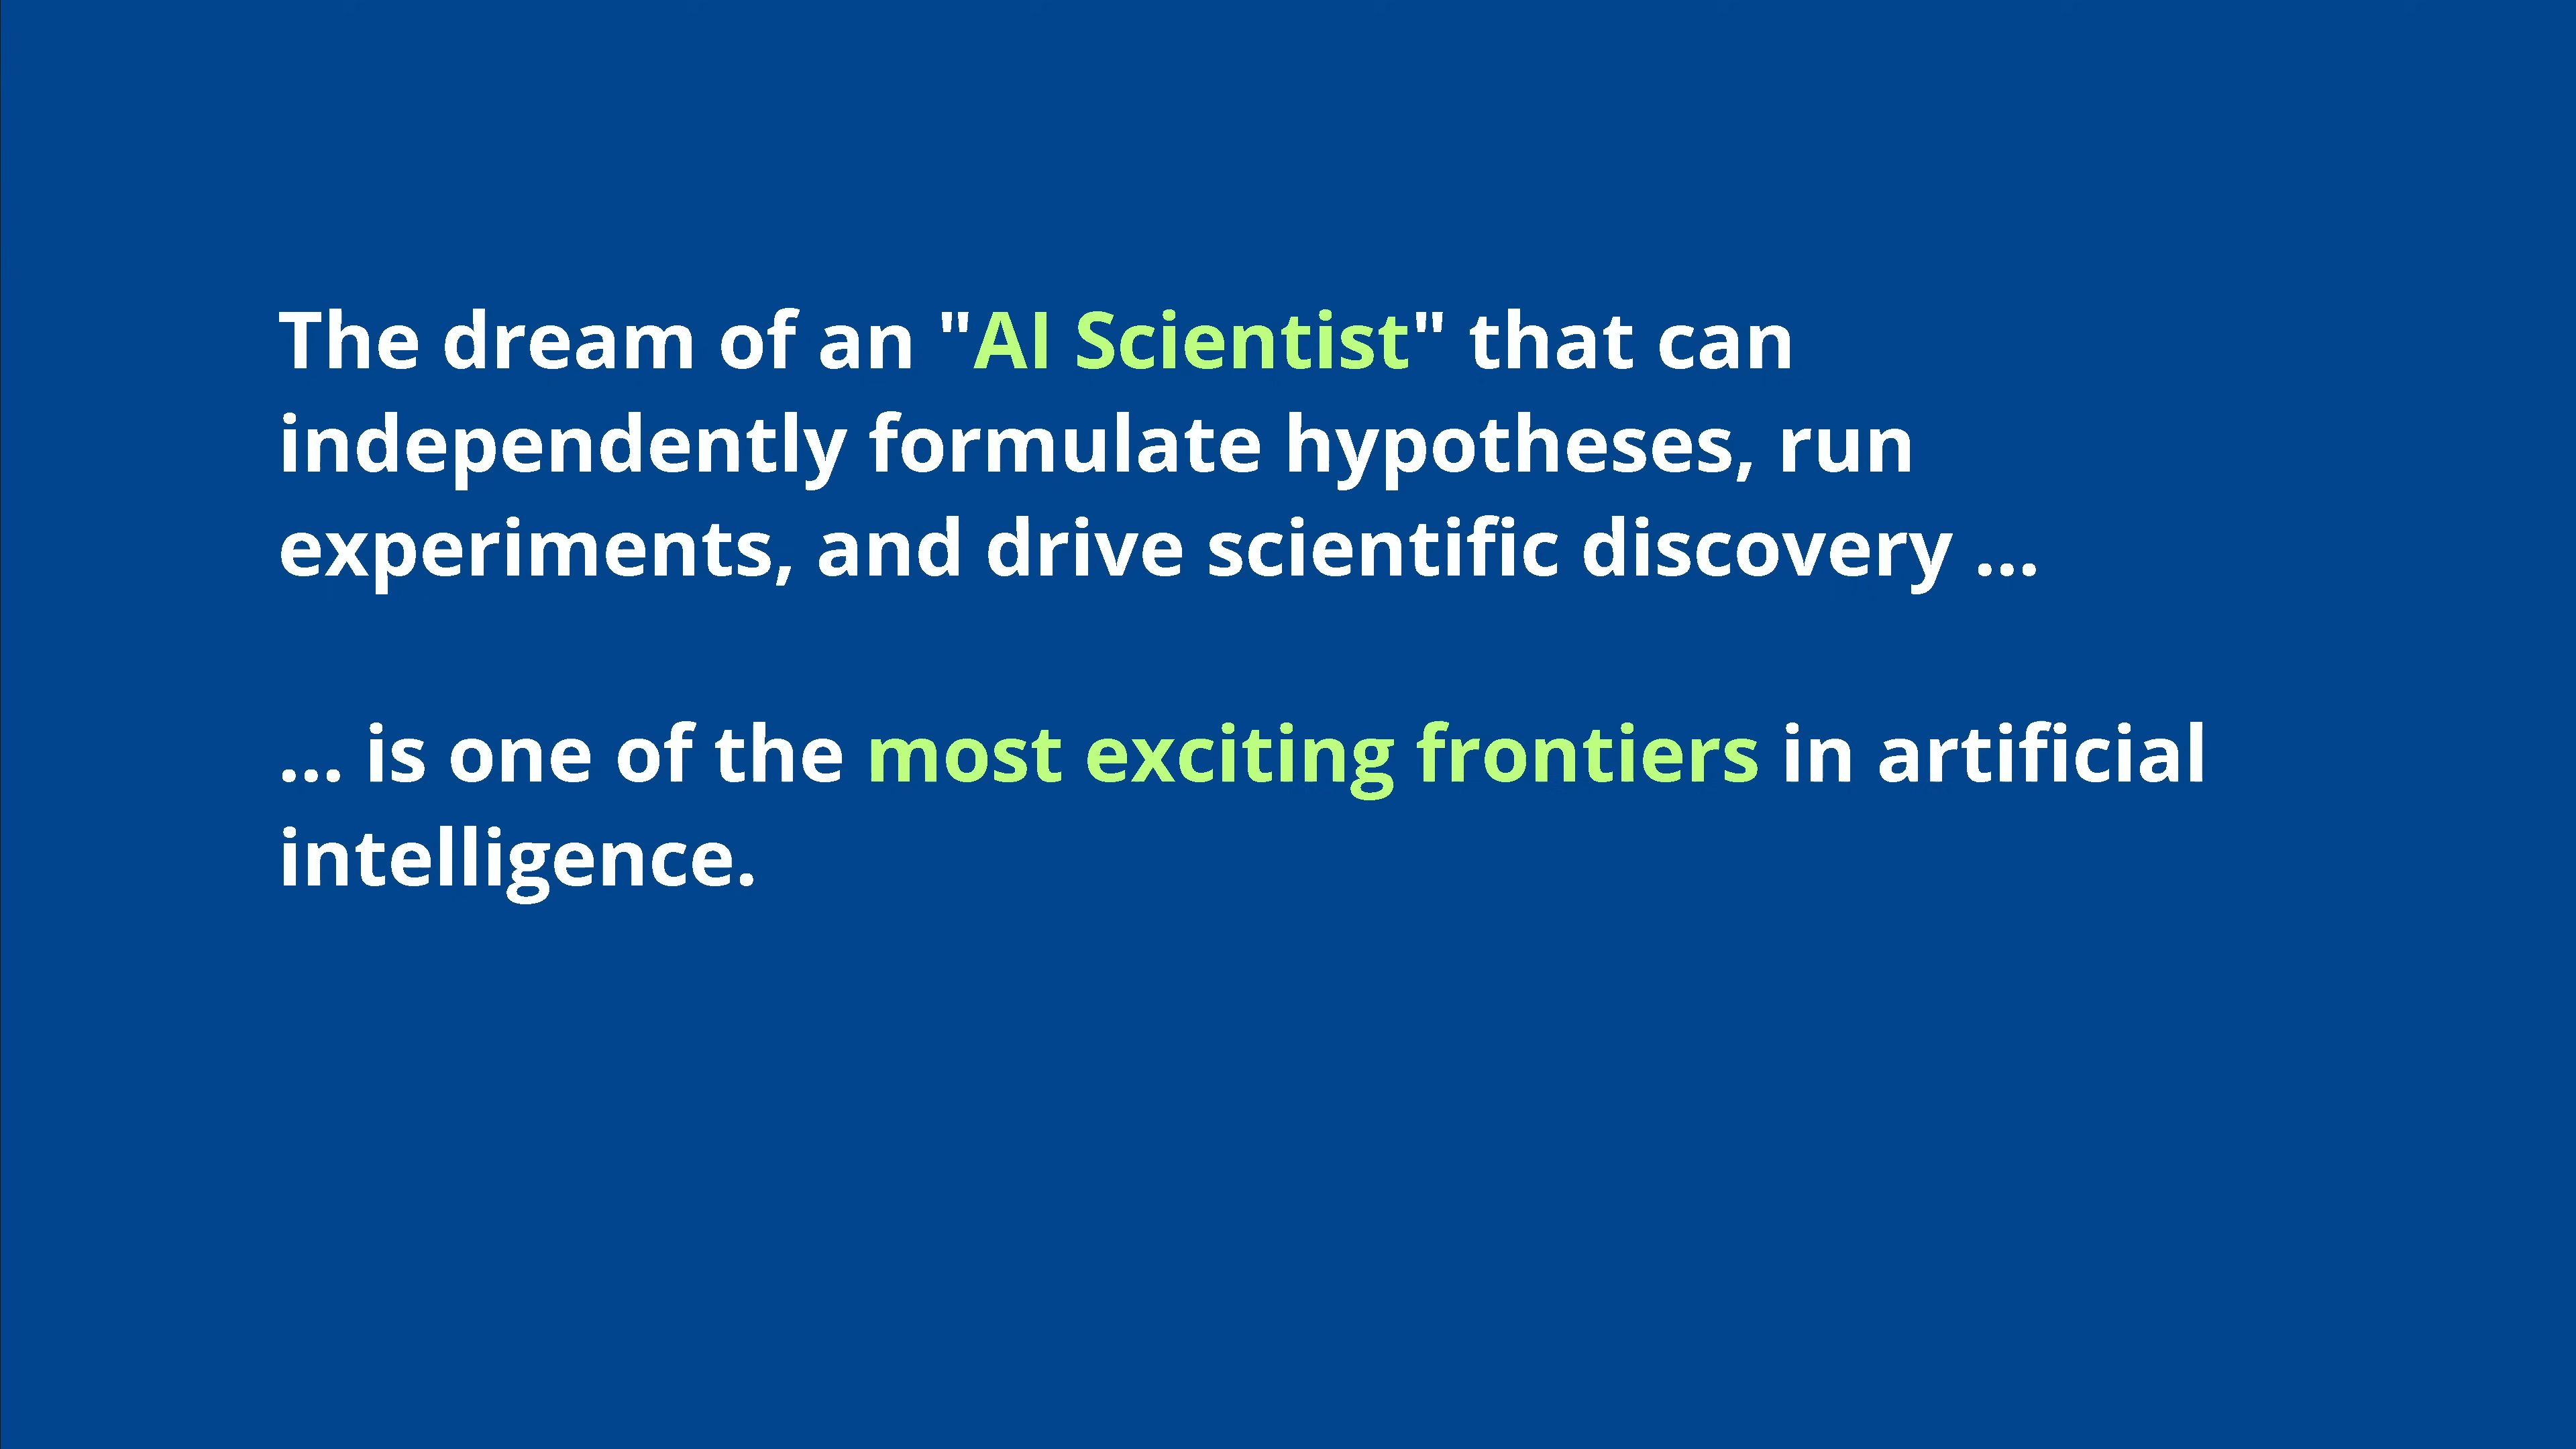 The dream of an "AI Scientist" that can
independently formulate hypotheses, run
experiments, and drive scientific discovery ...
... is one of the most exciting frontiers in artificial
intelligence.